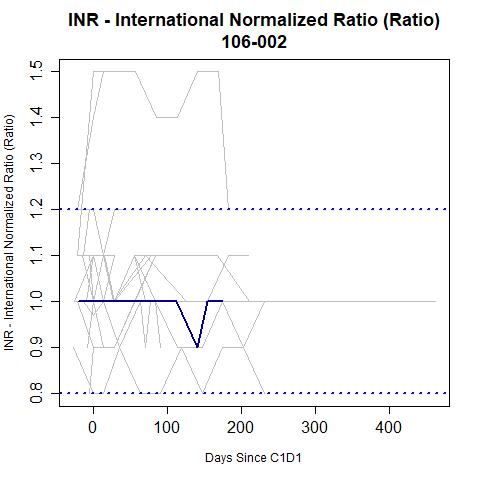 INR - International Normalized Ratio (Ratio)
106-002
INR - International Normalized Ratio (Ratio)
1.5
1.4
1.3
1.2
1.1
1.0
0.9
0.8
0 100 200 300 400
Days Since C1D1